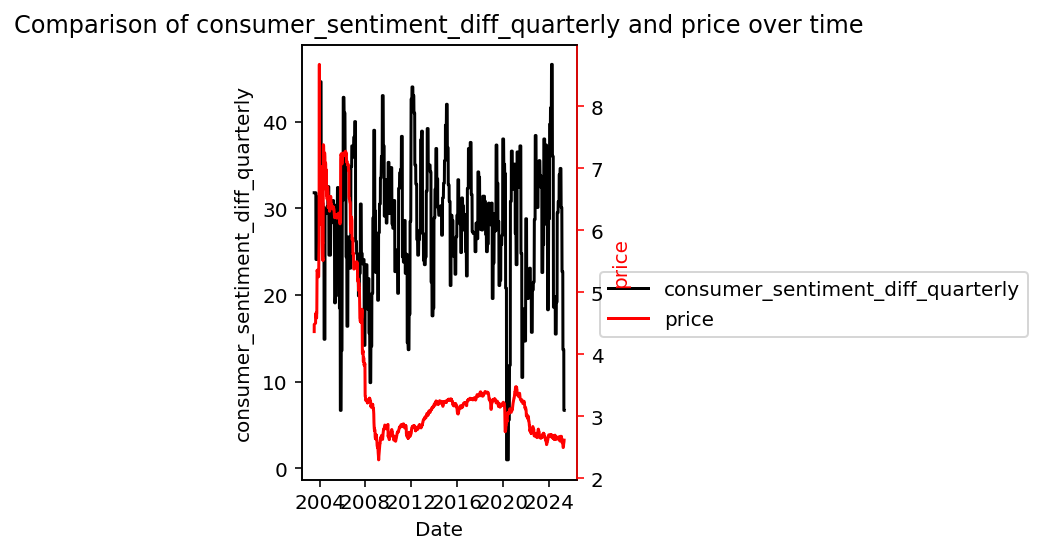 Comparison of consumer_sentiment_diff_quarterly and price over time
consumer_sentiment_diff_quarterly
40
30
20
10
0
8
7
6
5
4
3
2
price
consumer_sentiment_diff_quarterly
price
2004 2008 2012 2016 2020 2024
Date